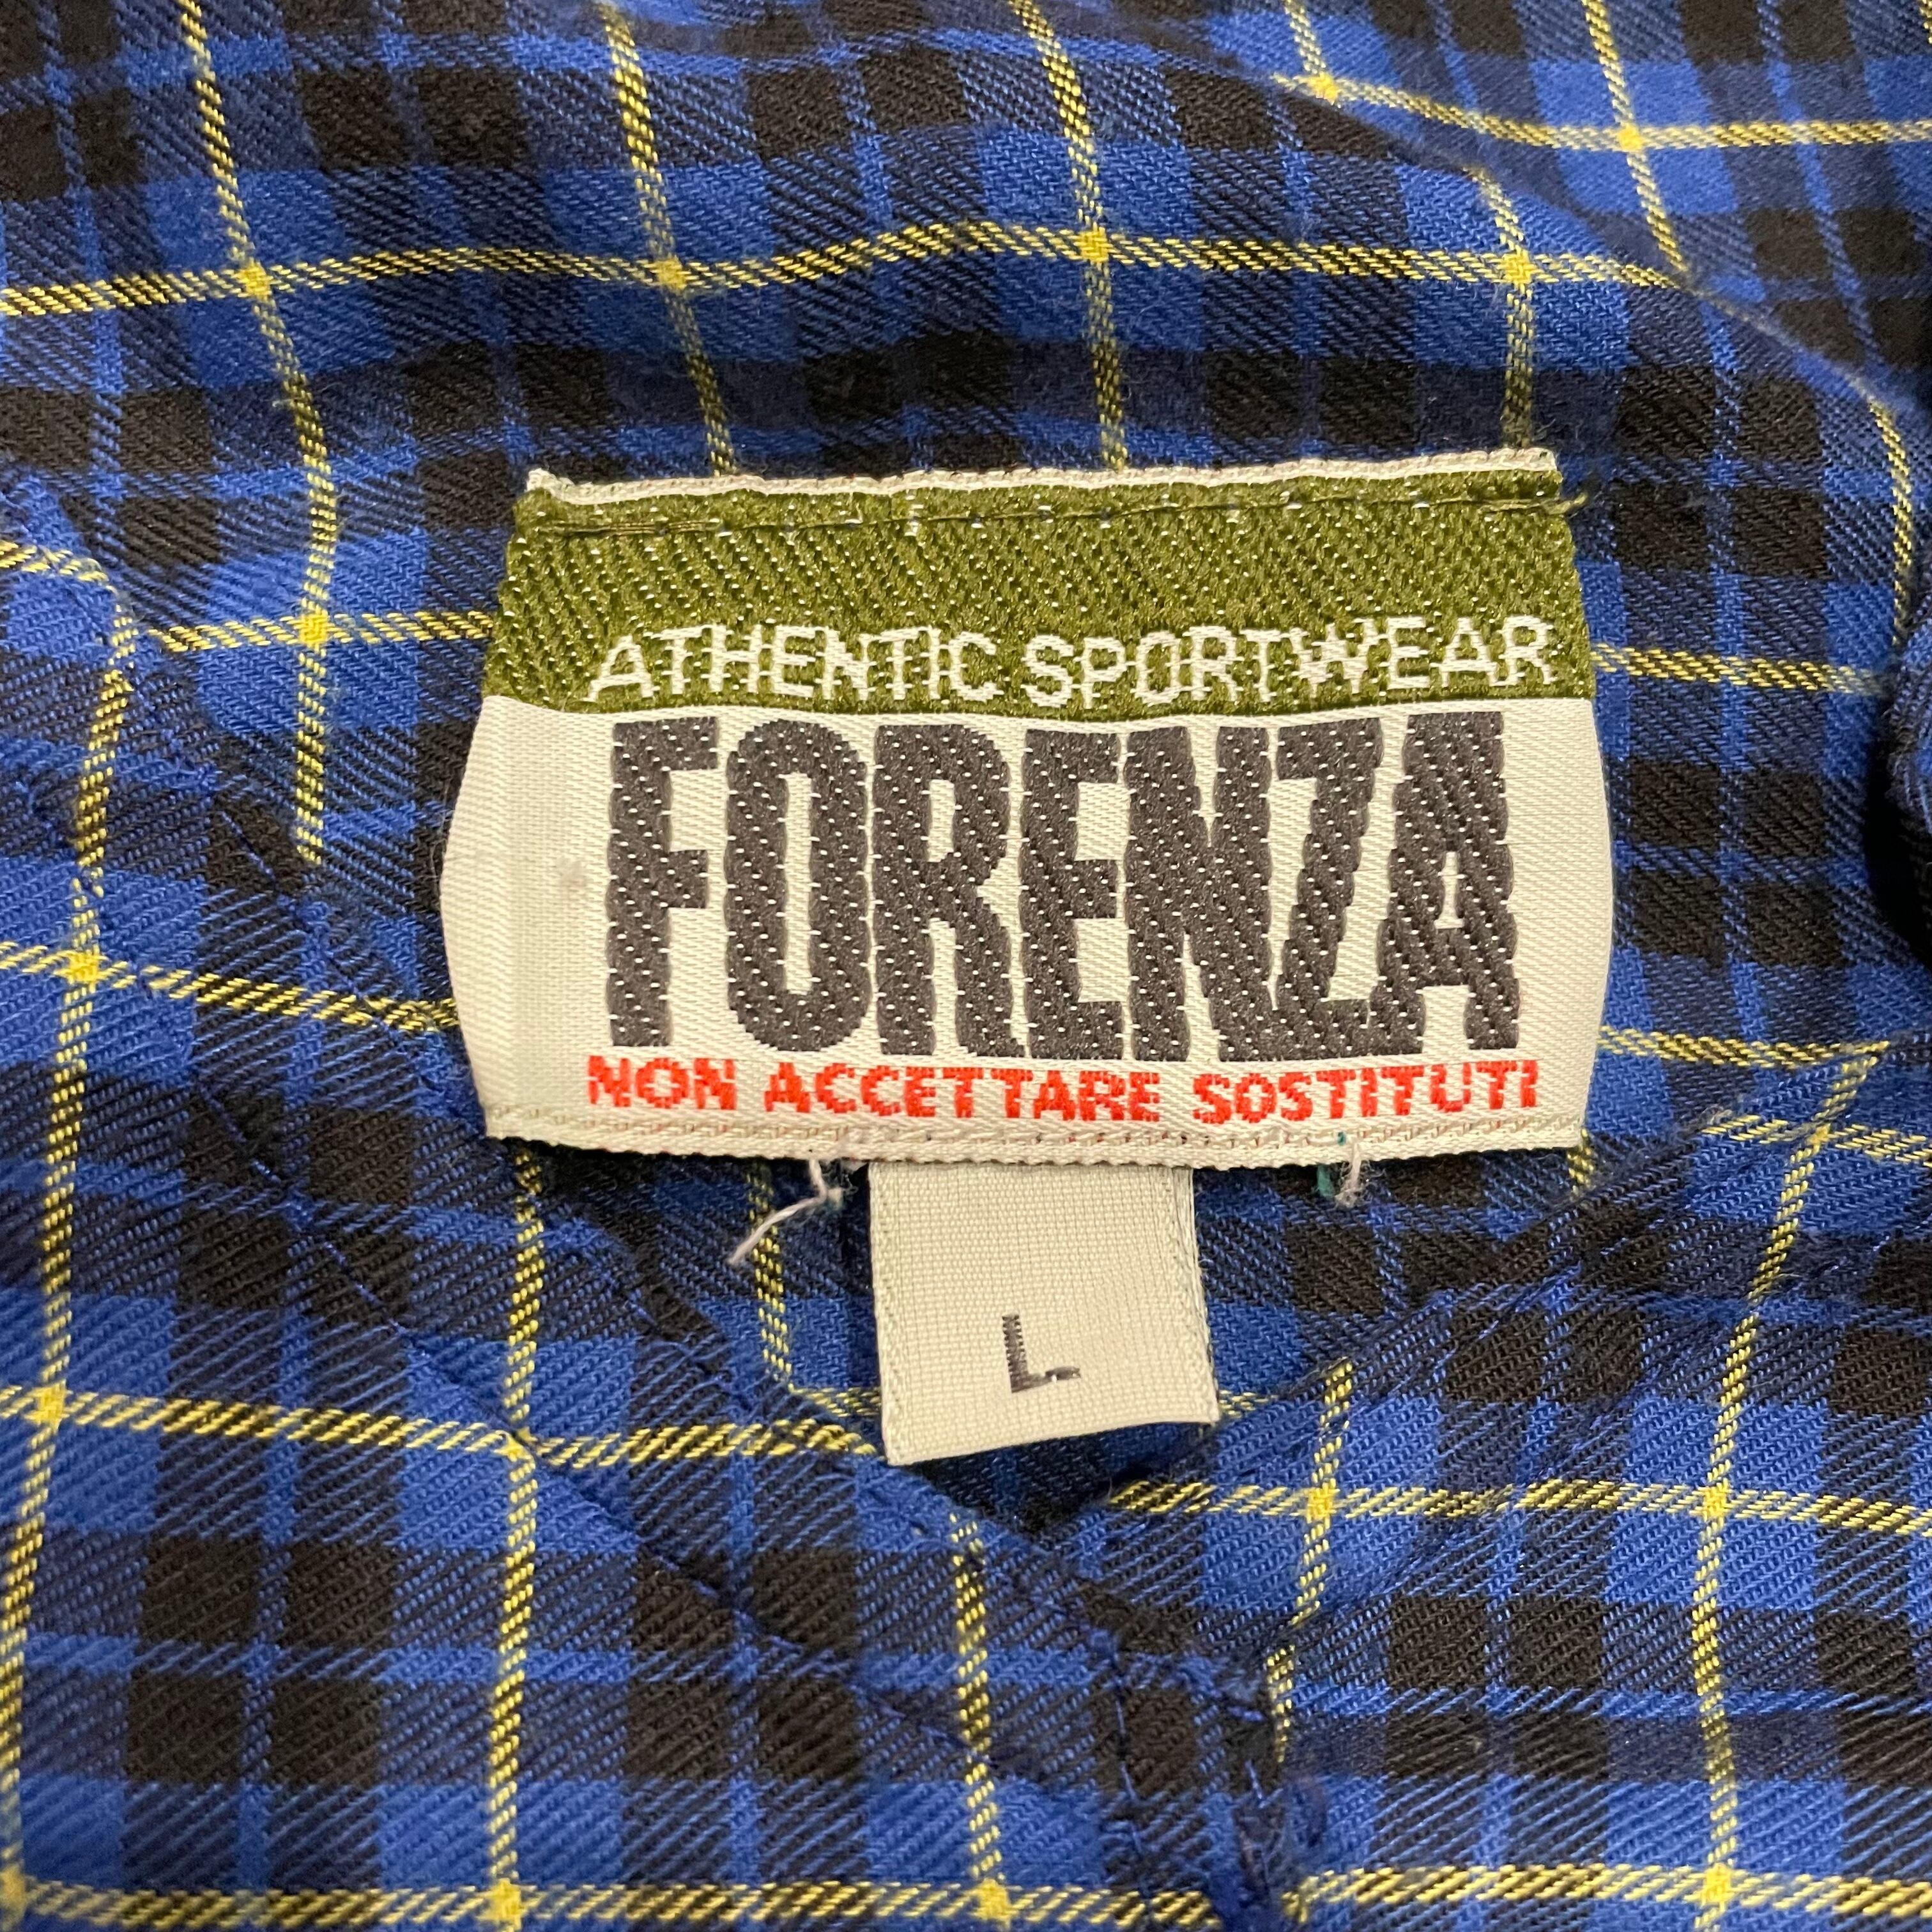 ATHENTIC SPORTWEAR
FORENZA
NON ACCETTARE SOSTITUTI
L